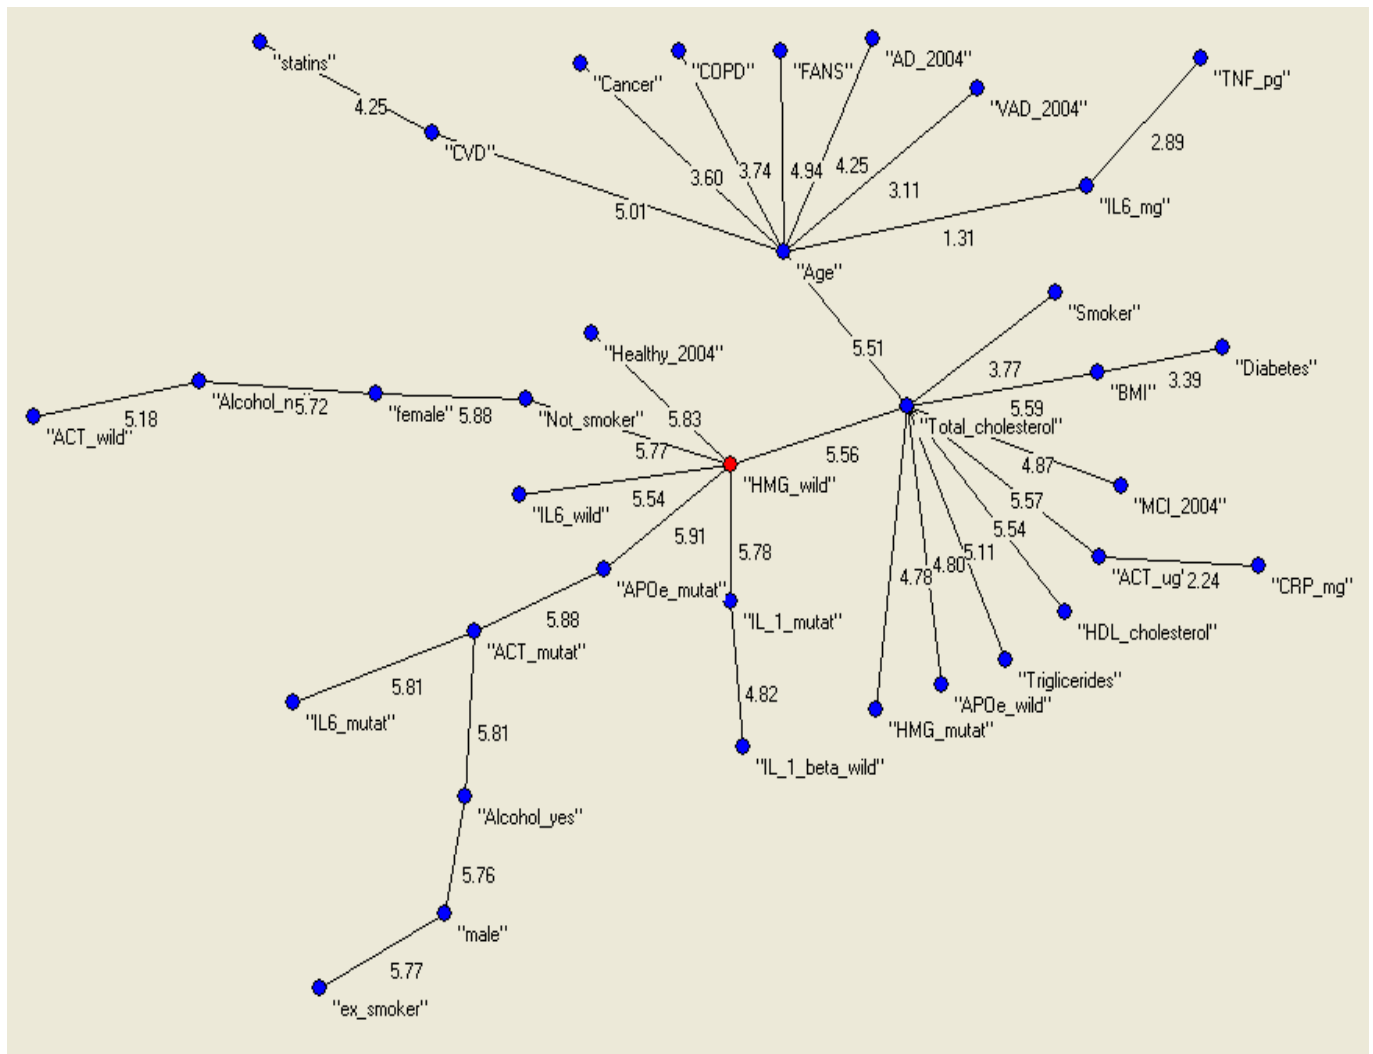 "statins"
"Cancer"
"COPD"
"FANS"
"AD_2004"
"TNF_pg"
"VAD_2004"
4.25
"CVD"
2.89
3.60
3.74
4.94
4.25
3.11
"IL6_mg"
5.01
1.31
"Age"
"Smoker"
5.51
"Healthy_2004"
3.77
"Diabetes"
3.39
"BMI"
5.59
"Alcohol_n
5.72
"female"
5.88
"Not_smoker"
5.83
"Total_cholesterol"
5.18
"ACT_wild"
5.77
5.56
4.87
"HMG_wild"
5.54
"IL6_wild"
"MCI_2004"
5.57
5.54
5.91
5.78
5.11
4.80
4.78
"APOe_mutat"
"ACT_ug"
2.24
"CRP_mg"
5.88
"IL_1_mutat"
"HDL_cholesterol"
"ACT_mutat"
5.81
4.82
"Triglicerides"
"APOe_wild"
"IL6_mutat"
"HMG_mutat"
5.81
"IL_1_beta_wild"
"Alcohol_yes"
5.76
"male"
5.77
"ex_smoker"